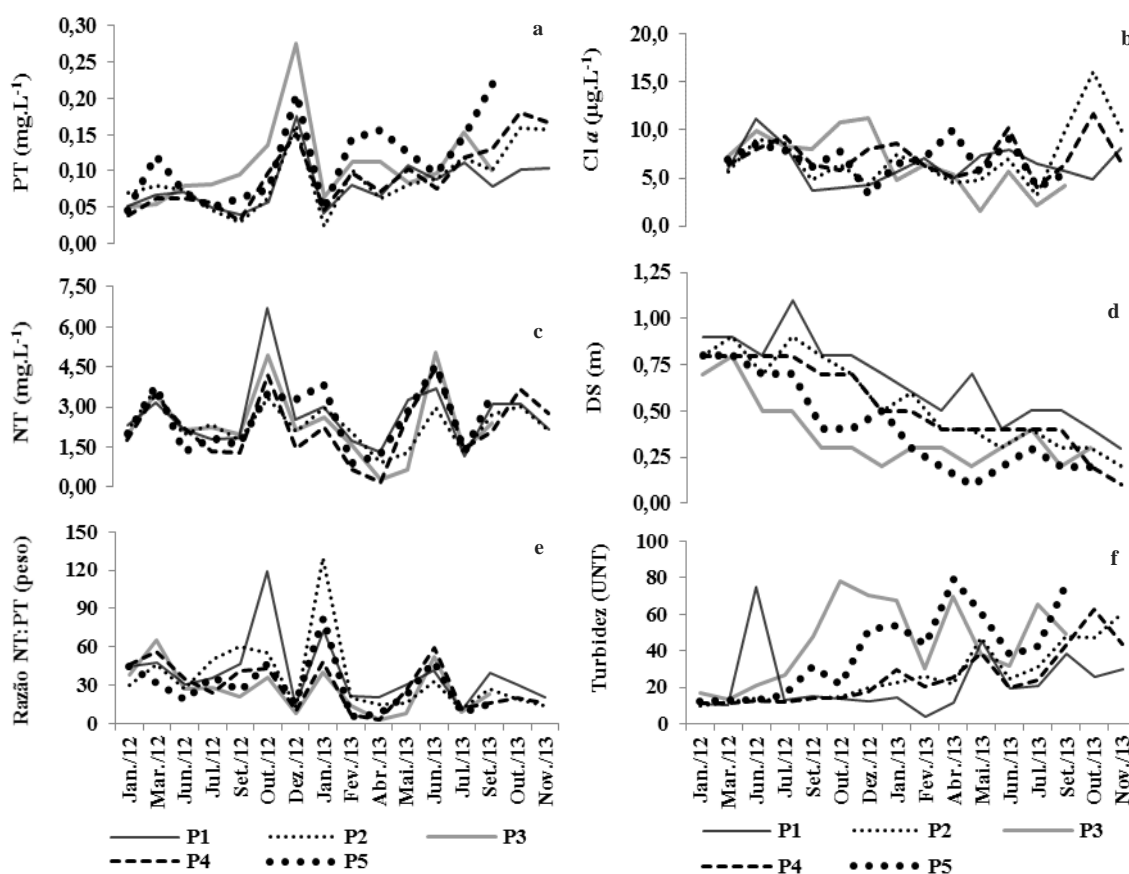 a
PT (mg.L⁻¹)
0,30
0,25
0,20
0,15
0,10
0,05
0,00
b
Cl a (µg.L⁻¹)
20,0
15,0
10,0
5,0
0,0
c
NT (mg.L⁻¹)
7,50
6,00
4,50
3,00
1,50
0,00
d
DS (m)
1,25
1,00
0,75
0,50
0,25
0,00
e
Razão NT:PT (peso)
150
120
90
60
30
0
Jan./12
Mar./12
Jun./12
Jul./12
Set./12
Out./12
Dez./12
Jan./13
Fev./13
Abr./13
Mai./13
Jun./13
Jul./13
Set./13
Out./13
Nov./13
P1 P2 P3
P4 P5
f
Turbidez (UNT)
100
80
60
40
20
0
Jan./12
Mar./12
Jun./12
Jul./12
Set./12
Out./12
Dez./12
Jan./13
Fev./13
Abr./13
Mai./13
Jun./13
Jul./13
Set./13
Out./13
Nov./13
P1 P2 P3
P4 P5